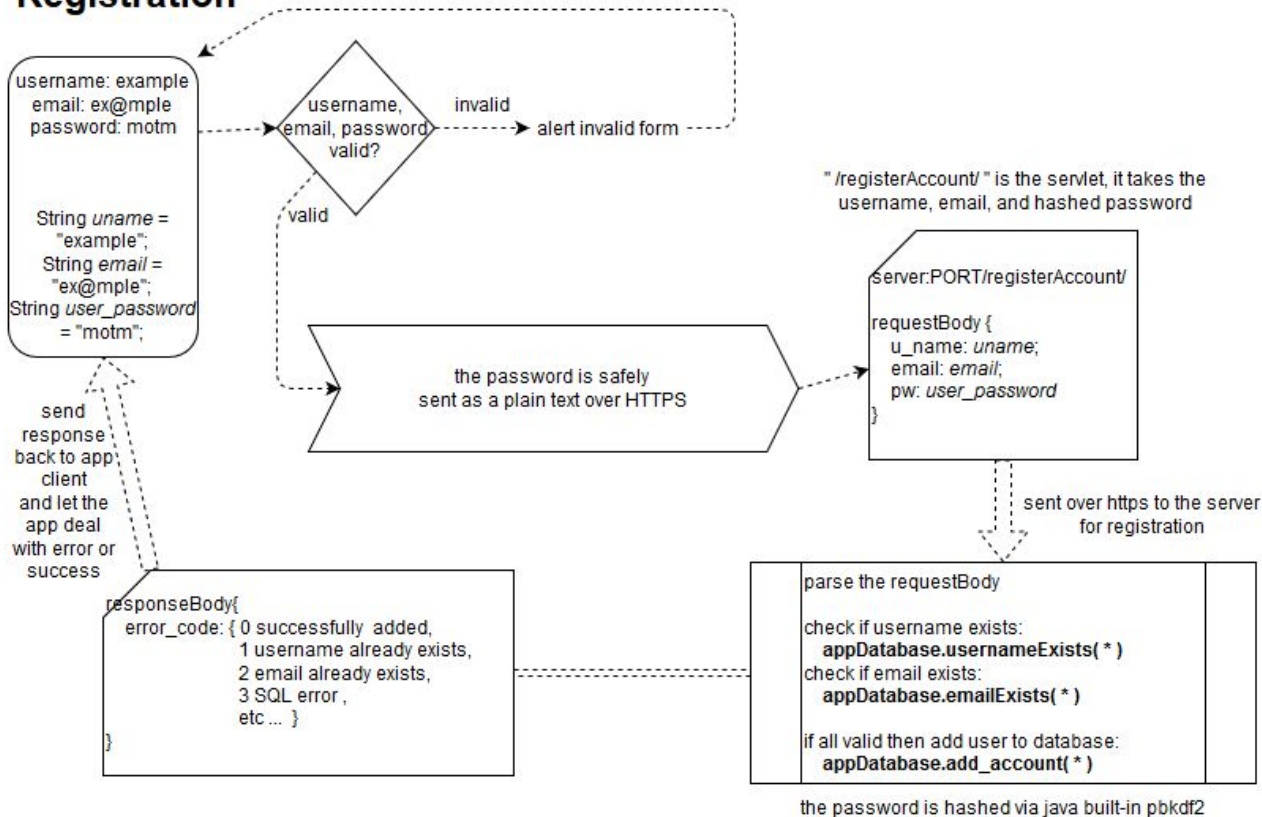 Registration
username: example
email: ex@mple
password: motm
String uname =
"example";
String email =
"ex@mple";
String user_password
= "motm";
username,
email, password
valid?
invalid
alert invalid form
valid
the password is safely
sent as a plain text over HTTPS
" /registerAccount/ " is the servlet, it takes the
username, email, and hashed password
server:PORT/registerAccount/
requestBody {
u_name: uname;
email: email;
pw: user_password
}
sent over https to the server
for registration
parse the requestBody
check if username exists:
appDatabase.usernameExists( * )
check if email exists:
appDatabase.emailExists( * )
if all valid then add user to database:
appDatabase.add_account( * )
the password is hashed via java built-in pbkdf2
responseBody{
error_code: { 0 successfully added,
1 username already exists,
2 email already exists,
3 SQL error ,
etc ... }
}
send
response
back to app
client
and let the
app deal
with error or
success